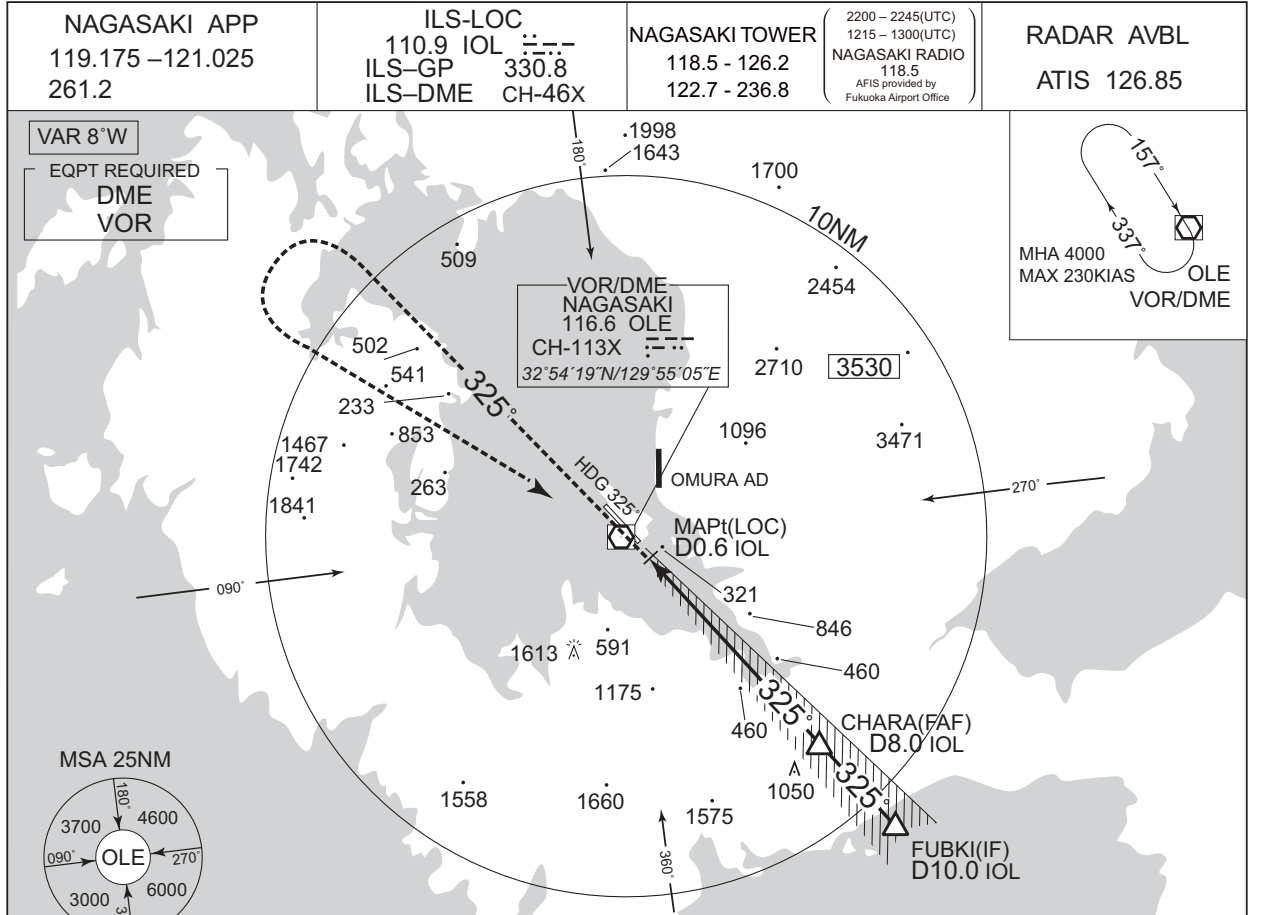 NAGASAKI APP
119.175 –121.025
261.2
ILS-LOC
110.9 IOL
ILS–GP 330.8
ILS–DME CH-46X
NAGASAKI TOWER
118.5 - 126.2
122.7 - 236.8
2200 – 2245(UTC)
1215 – 1300(UTC)
NAGASAKI RADIO
118.5
AFIS provided by
Fukuoka Airport Office
RADAR AVBL
ATIS 126.85
VAR 8˚W
EQPT REQUIRED
DME
VOR
180˚
1998
1643
1700
10NM
157˚
337˚
MHA 4000
MAX 230KIAS
OLE
VOR/DME
509
2454
VOR/DME
NAGASAKI
116.6 OLE
CH-113X
32˚54´19˝N/129˚55´05˝E
502
541
233
325˚
2710
3530
1467
853
1742
263
1841
1096
3471
HDG 325˚
OMURA AD
270˚
MAPt(LOC)
D0.6 IOL
090˚
321
846
1613
591
460
1175
325˚
460
CHARA(FAF)
D8.0 IOL
325˚
1050
1558
1660
1575
FUBKI(IF)
D10.0 IOL
360˚
MSA 25NM
180˚
3700
4600
090˚
OLE
270˚
3000
6000
3